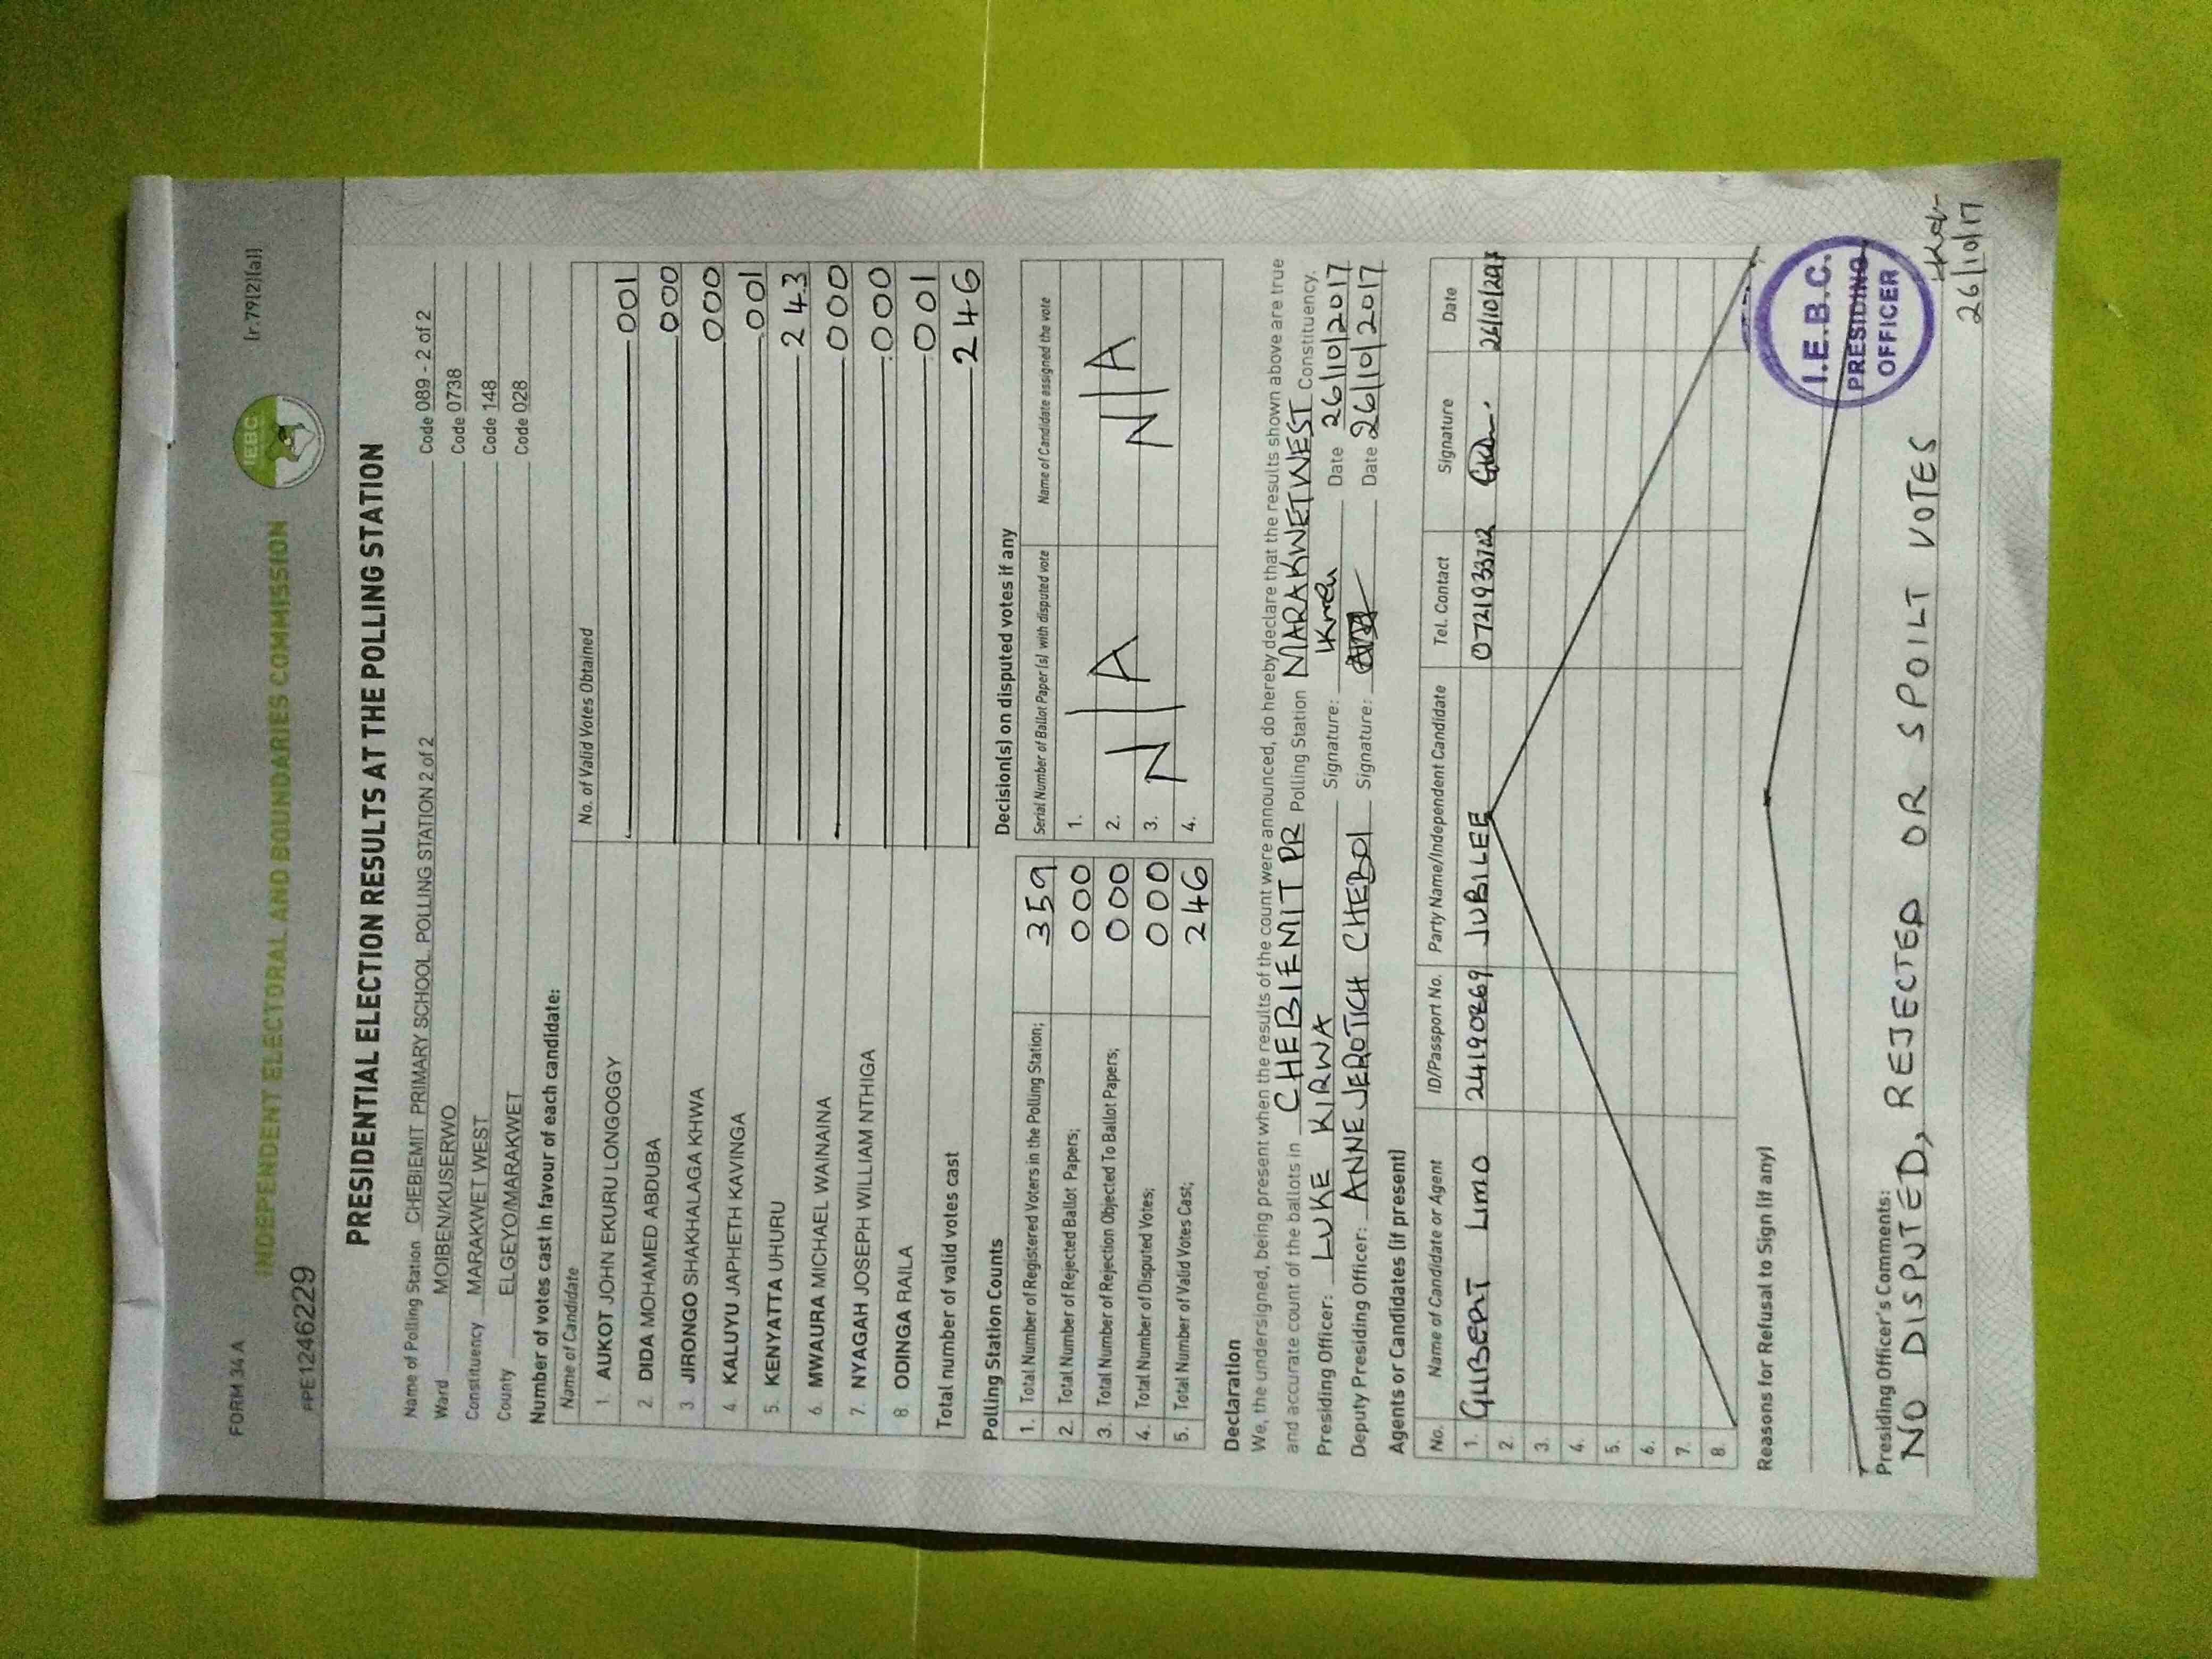 FORM 34A [r.79(2)(a)]
INDEPENDENT ELECTORAL AND BOUNDARIES COMMISSION
IEBC
PPE1246229
PRESIDENTIAL ELECTION RESULTS AT THE POLLING STATION
Name of Polling Station CHEBIEMIT PRIMARY SCHOOL POLLING STATION 2 of 2 Code 089 - 2 of 2
Ward MOIBEN/KUSERWO Code 0738
Constituency MARAKWET WEST Code 148
County ELGEYO/MARAKWET Code 028
Number of votes cast in favour of each candidate:
Name of Candidate No. of Valid Votes Obtained
1. AUKOT JOHN EKURU LONGOGGY 001
2. DIDA MOHAMED ABDUBA 000
3. JIRONGO SHAKHALAGA KHWA 000
4. KALUYU JAPHETH KAVINGA 001
5. KENYATTA UHURU 243
6. MWAURA MICHAEL WAINAINA 000
7. NYAGAH JOSEPH WILLIAM NTHIGA 000
8. ODINGA RAILA 001
Total number of valid votes cast 246
Polling Station Counts Decision(s) on disputed votes if any
Serial Number of Ballot Paper (s) with disputed vote Name of Candidate assigned the vote
1. Total Number of Registered Voters in the Polling Station; 359 1.
2. Total Number of Rejected Ballot Papers; 000 2. N/A N/A
3. Total Number of Rejection Objected To Ballot Papers; 000 3. N/A
4. Total Number of Disputed Votes; 000 4.
5. Total Number of Valid Votes Cast; 246
Declaration
We, the undersigned, being present when the results of the count were announced, do hereby declare that the results shown above are true
and accurate count of the ballots in CHEBIEMIT PR Polling Station MARAKWET WEST Constituency.
Presiding Officer: LUKE KIRWA Signature: Date 26/10/2017
Deputy Presiding Officer: ANNE JEROTICH CHEBOI Signature: Date 26/10/2017
Agents or Candidates (if present)
No. Name of Candidate or Agent ID/Passport No. Party Name/Independent Candidate Tel. Contact Signature Date
1. GILBERT LIMO 24190269 JUBILEE 26/10/2017
2.
3.
4.
5.
6.
7.
8.
Reasons for Refusal to Sign (if any)
I.E.B.C.
PRESIDING
OFFICER
Presiding Officer's Comments:
NO DISPUTED, REJECTED OR SPOILT VOTES
26/10/17